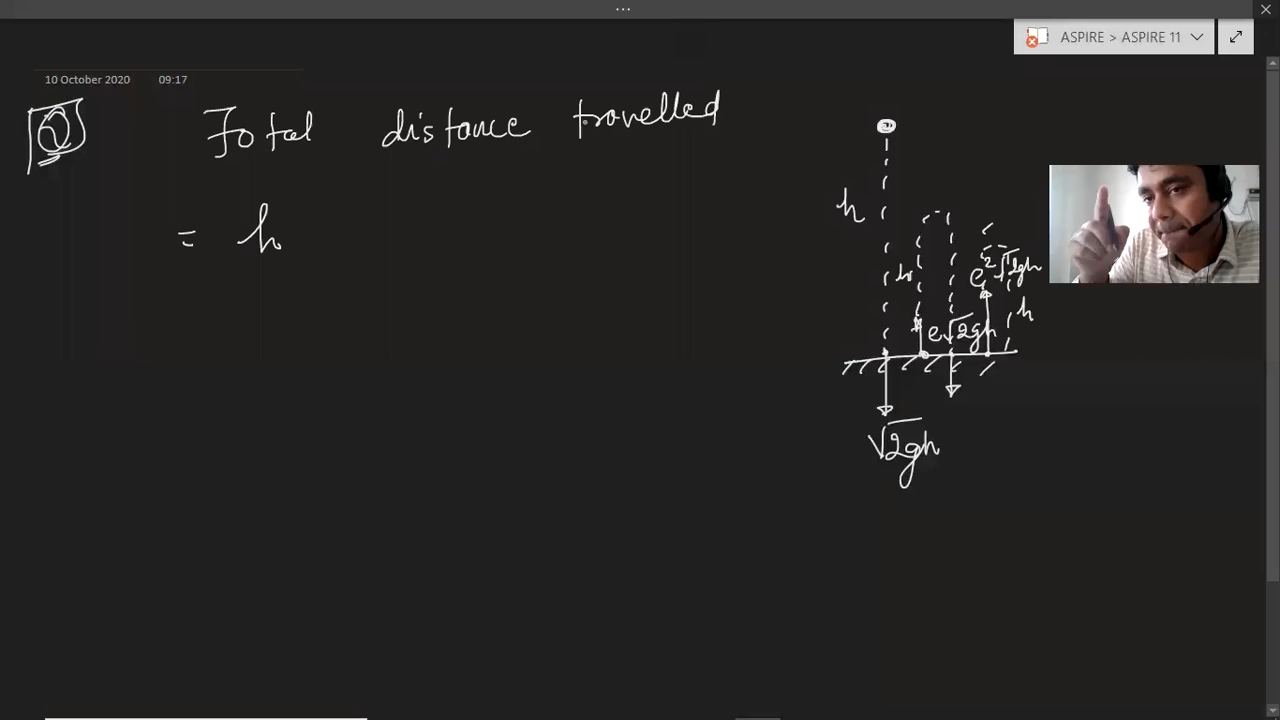 ASPIRE > ASPIRE 11
10 October 2020 09:17
Q Total distance travelled
= h
h
h
e²√2gh
h
e√2gh
√2gh